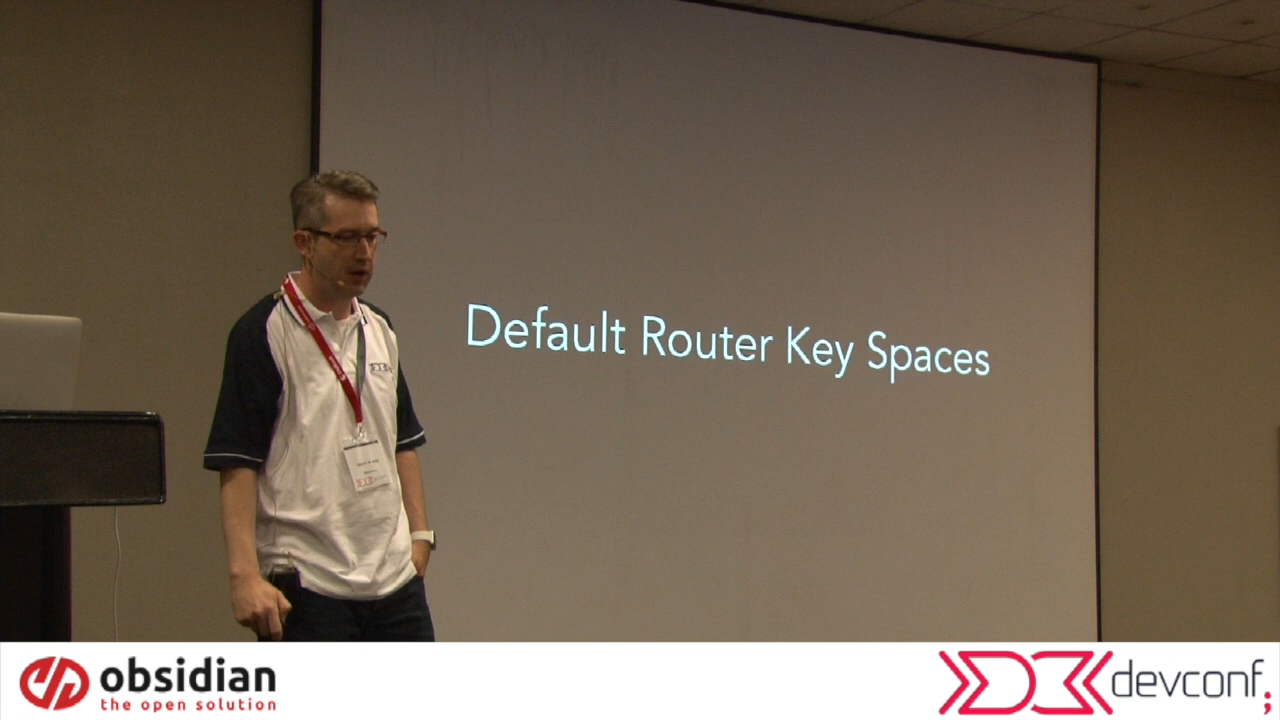 Default Router Key Spaces
obsidian
the open solution
devconf;